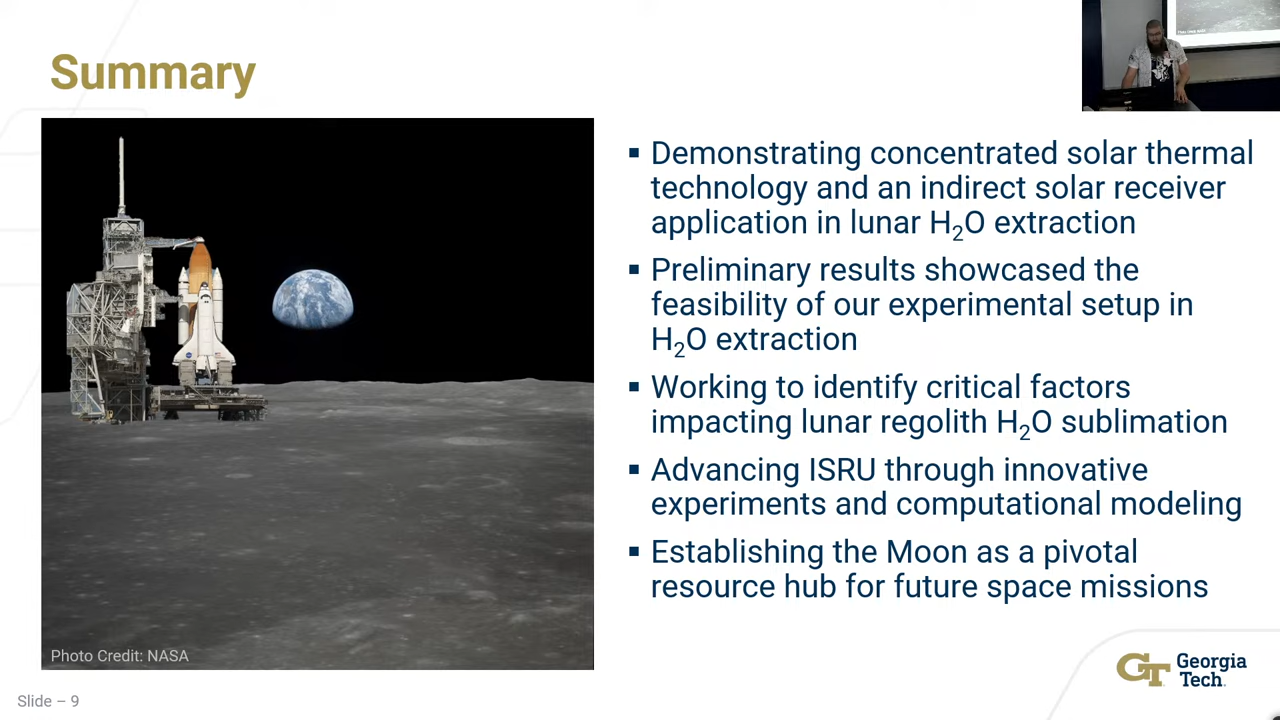 Summary
▪ Demonstrating concentrated solar thermal
technology and an indirect solar receiver
application in lunar H₂O extraction
▪ Preliminary results showcased the
feasibility of our experimental setup in
H₂O extraction
▪ Working to identify critical factors
impacting lunar regolith H₂O sublimation
▪ Advancing ISRU through innovative
experiments and computational modeling
▪ Establishing the Moon as a pivotal
resource hub for future space missions
Photo Credit: NASA
GT Georgia
Tech
Slide – 9